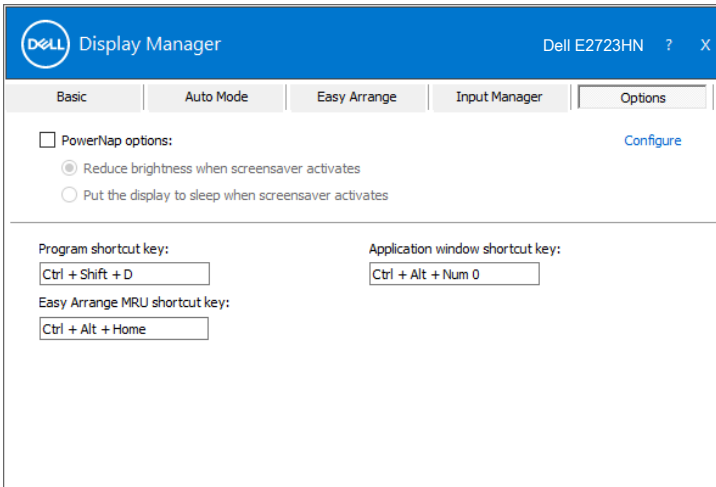 DELL Display Manager Dell E2723HN ? X
Basic Auto Mode Easy Arrange Input Manager Options
PowerNap options: Configure
Reduce brightness when screensaver activates
Put the display to sleep when screensaver activates
Program shortcut key: Application window shortcut key:
Ctrl + Shift + D Ctrl + Alt + Num 0
Easy Arrange MRU shortcut key:
Ctrl + Alt + Home